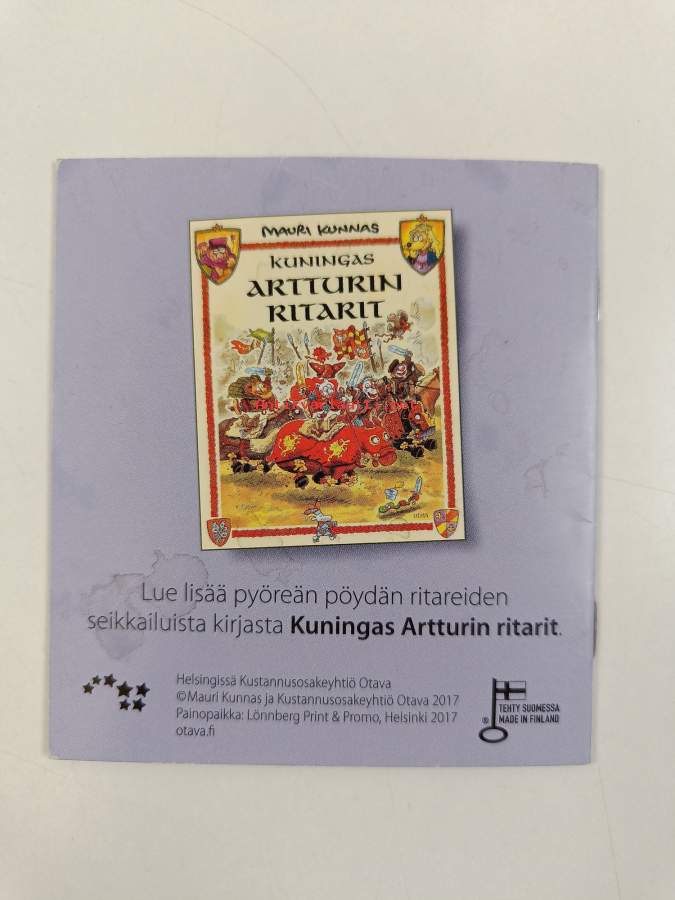 MAURI KUNNAS
KUNINGAS
ARTTURIN
RITARIT
Lue lisää pyöreän pöydän ritareiden
seikkailuista kirjasta Kuningas Artturin ritarit.
Helsingissä Kustannusosakeyhtiö Otava
©Mauri Kunnas ja Kustannusosakeyhtiö Otava 2017
Painopaikka: Lönnberg Print & Promo, Helsinki 2017
otava.fi
® TEHTY SUOMESSA
MADE IN FINLAND